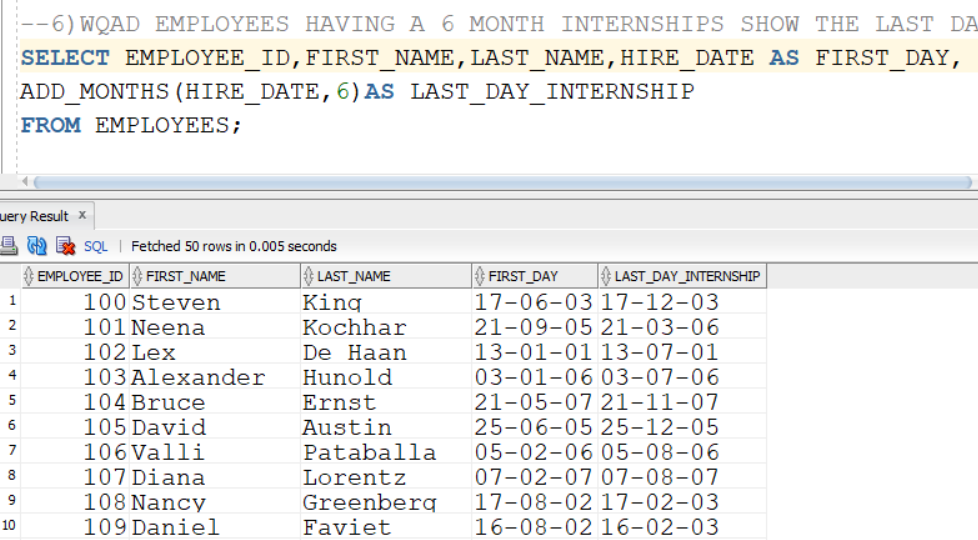 --6)WQAD EMPLOYEES HAVING A 6 MONTH INTERNSHIPS SHOW THE LAST DA
SELECT EMPLOYEE_ID,FIRST_NAME,LAST_NAME,HIRE_DATE AS FIRST_DAY,
ADD_MONTHS(HIRE_DATE,6)AS LAST_DAY_INTERNSHIP
FROM EMPLOYEES;
uery Result x
SQL | Fetched 50 rows in 0.005 seconds
EMPLOYEE_ID FIRST_NAME LAST_NAME FIRST_DAY LAST_DAY_INTERNSHIP
1 100 Steven King 17-06-03 17-12-03
2 101 Neena Kochhar 21-09-05 21-03-06
3 102 Lex De Haan 13-01-01 13-07-01
4 103 Alexander Hunold 03-01-06 03-07-06
5 104 Bruce Ernst 21-05-07 21-11-07
6 105 David Austin 25-06-05 25-12-05
7 106 Valli Pataballa 05-02-06 05-08-06
8 107 Diana Lorentz 07-02-07 07-08-07
9 108 Nancy Greenberg 17-08-02 17-02-03
10 109 Daniel Faviet 16-08-02 16-02-03